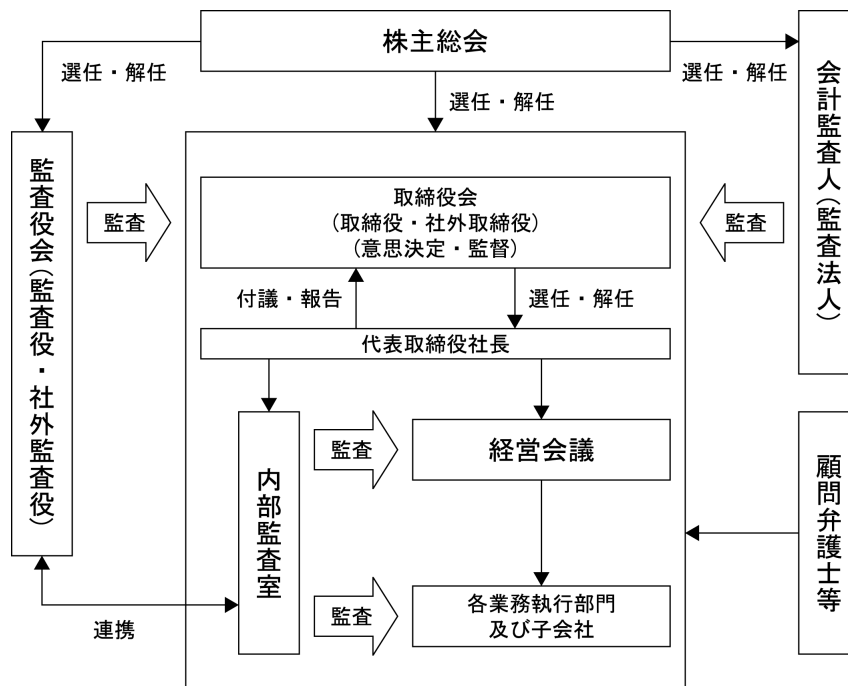 株主総会
選任・解任
選任・解任
選任・解任
監査役会(監査役・社外監査役)
監査
取締役会
(取締役・社外取締役)
(意思決定・監督)
監査
会計監査人(監査法人)
付議・報告
選任・解任
代表取締役社長
内部監査室
監査
経営会議
監査
各業務執行部門
及び子会社
顧問弁護士等
連携